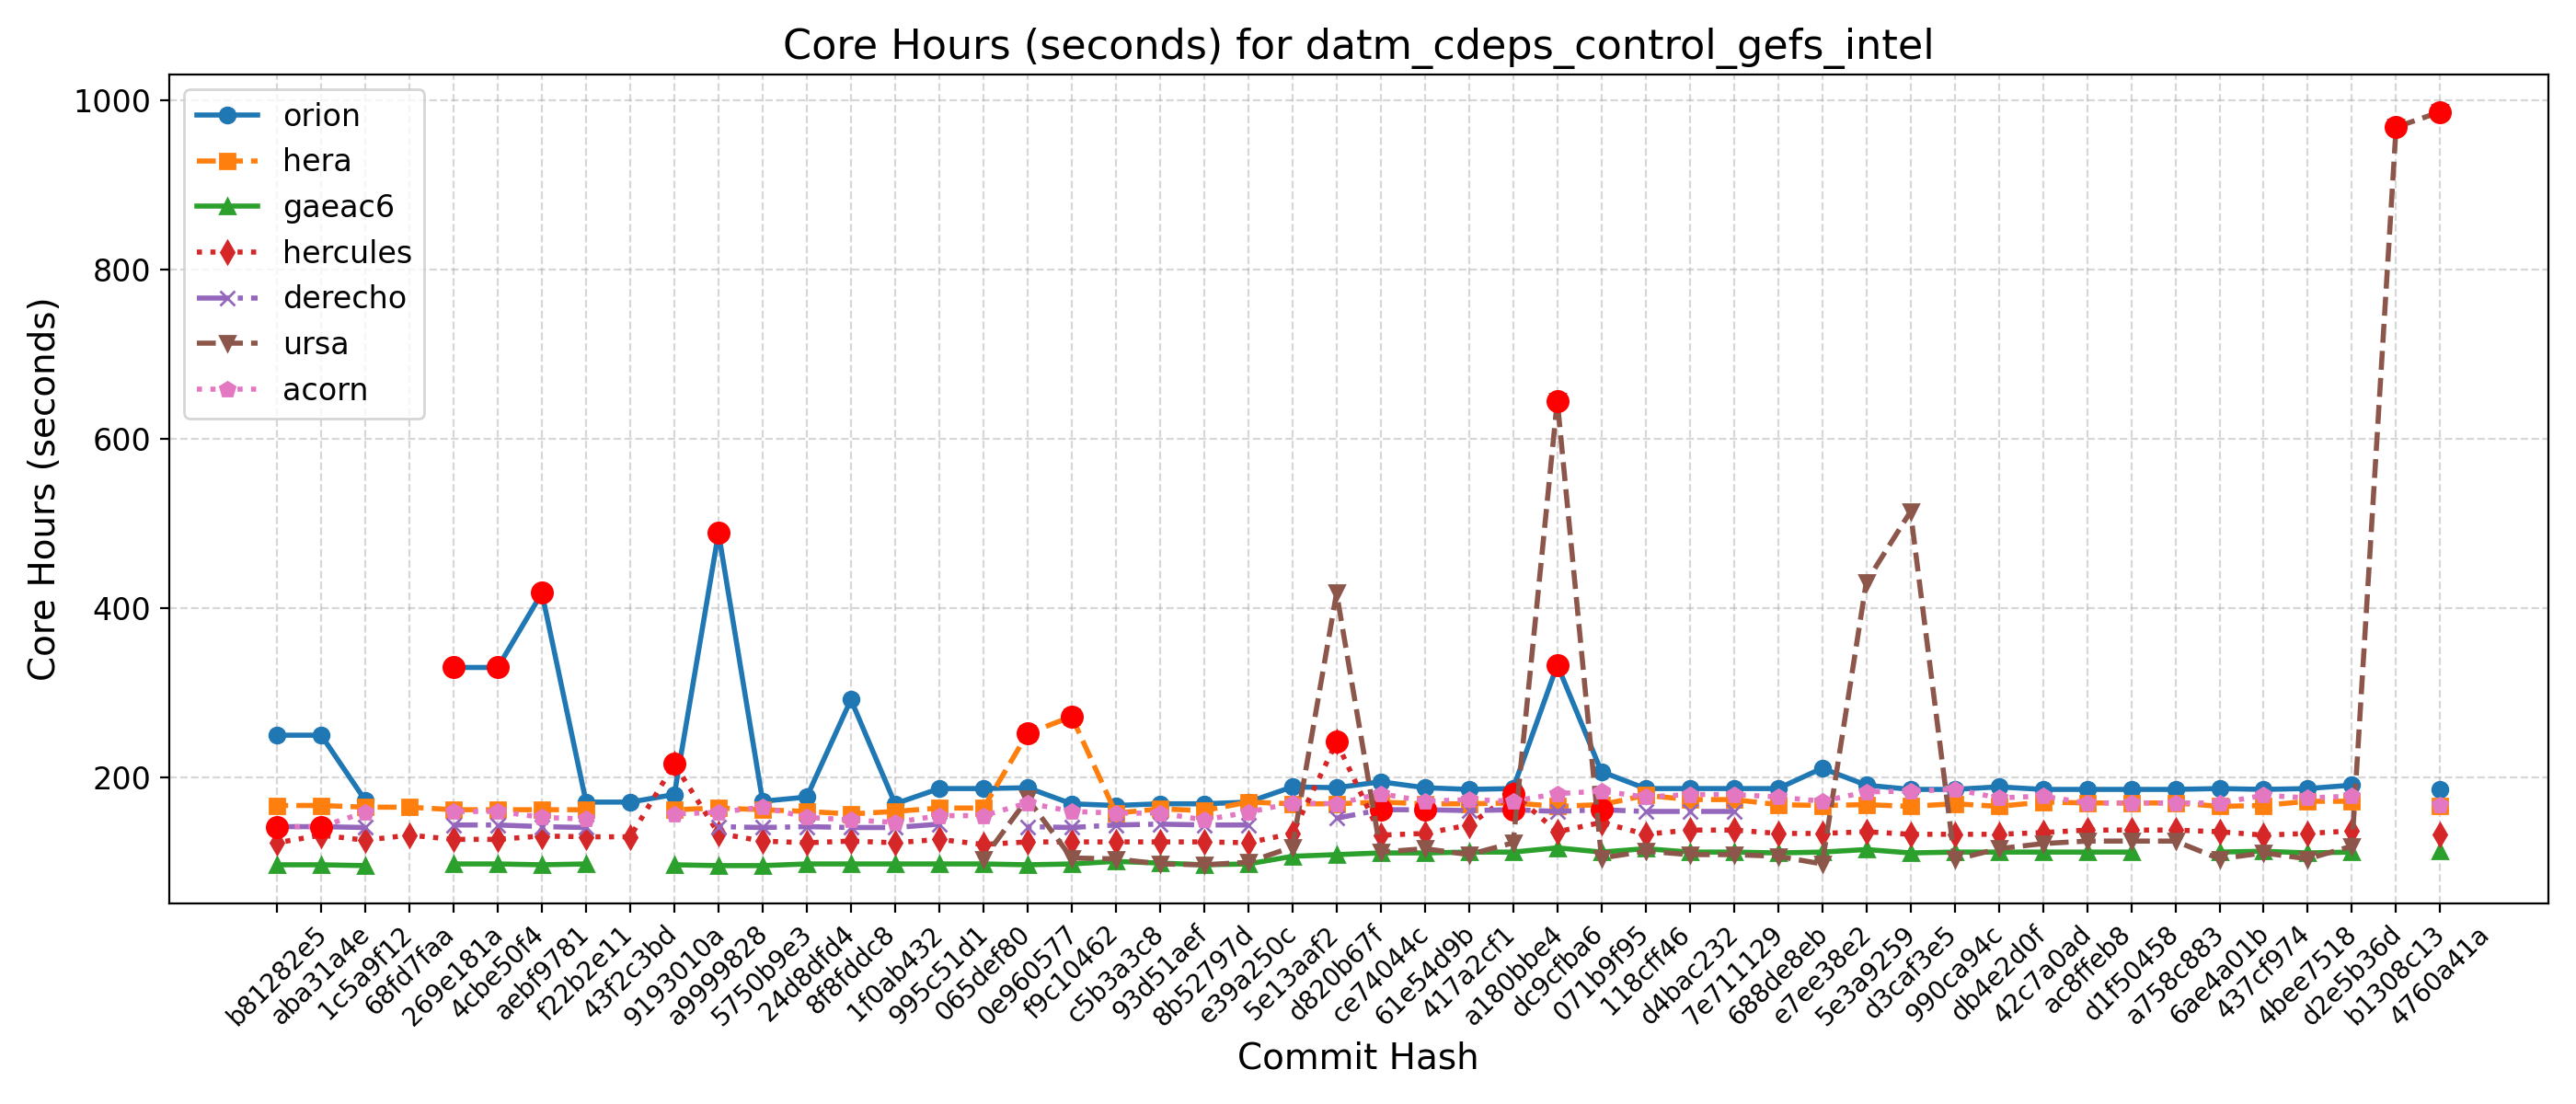 Core Hours (seconds) for datm_cdeps_control_gefs_intel
Core Hours (seconds)
1000
800
600
400
200
orion
hera
gaeac6
hercules
derecho
ursa
acorn
b81282e5
aba31a4e
1c5a9f12
68fd7faa
269e181a
4cbe50f4
aebf9781
f22b2e11
43f2c3bd
9193010a
a9999828
5750b9e3
24d8dfd4
8f8fddc8
1f0ab432
995c51d1
065def80
0e960577
f9c10462
c5b3a3c8
93d51aef
8b52797d
e39a250c
5e13aaf2
d820b67f
ce74044c
61e54d9b
417a2cf1
a180bbe4
dc9cfba6
071b9f95
118cff46
d4bac232
7e711129
688de8eb
e7ee38e2
5e3a9259
d3caf3e5
990ca94c
db4e2d0f
42c7a0ad
ac8ffeb8
d1f50458
a758c883
6ae4a01b
437cf974
4bee7518
d2e5b36d
b1308c13
4760a41a
Commit Hash